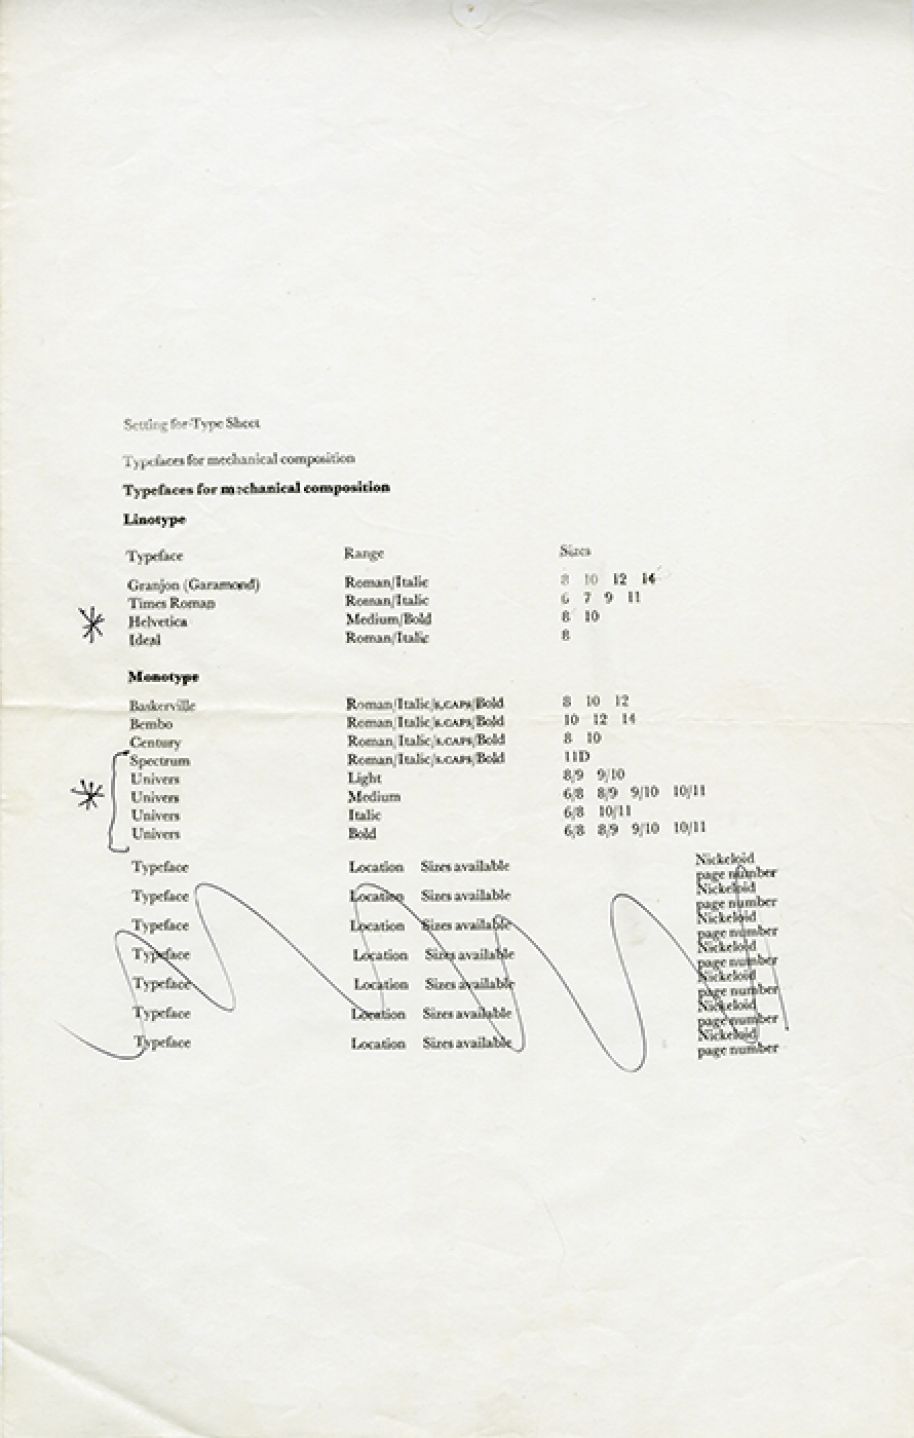 Setting for Type Sheet
Typefaces for mechanical composition
Typefaces for mechanical composition
Linotype
Typeface Range Sizes
Granjon (Garamond) Roman/Italic 8 10 12 14
Times Roman Roman/Italic 6 7 9 11
Helvetica Medium/Bold 8 10
Ideal Roman/Italic 8
Monotype
Baskerville Roman/Italic/S.CAPS/Bold 8 10 12
Bembo Roman/Italic/S.CAPS/Bold 10 12 14
Century Roman/Italic/S.CAPS/Bold 8 10
Spectrum Roman/Italic/S.CAPS/Bold 11D
Univers Light 8/9 9/10
Univers Medium 6/8 8/9 9/10 10/11
Univers Italic 6/8 10/11
Univers Bold 6/8 8/9 9/10 10/11
Typeface Location Sizes available Nickeloid
page number
Typeface Location Sizes available Nickeloid
page number
Typeface Location Sizes available Nickeloid
page number
Typeface Location Sizes available Nickeloid
page number
Typeface Location Sizes available Nickeloid
page number
Typeface Location Sizes available Nickeloid
page number
Typeface Location Sizes available Nickeloid
page number